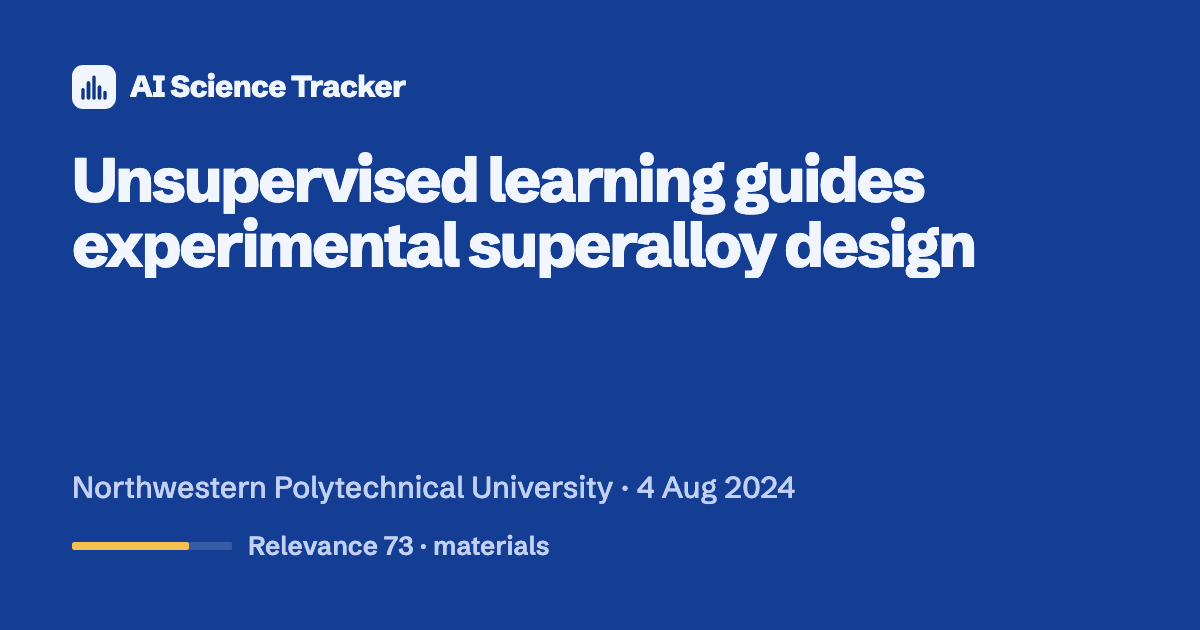 AI Science Tracker
Unsupervised learning guides
experimental superalloy design
Northwestern Polytechnical University · 4 Aug 2024
Relevance 73 · materials